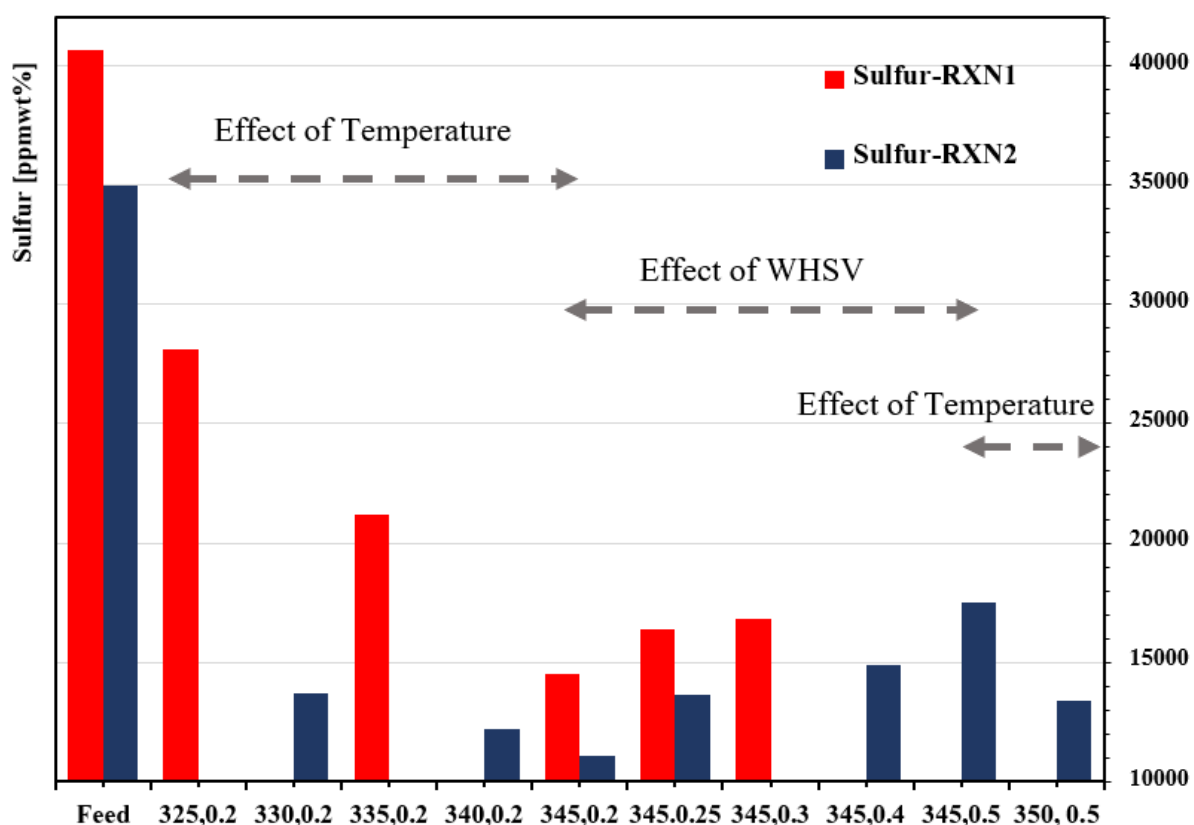 Sulfur [ppmwt%]
40000
35000
30000
25000
20000
15000
10000
Sulfur-RXN1
Sulfur-RXN2
Effect of Temperature
Effect of WHSV
Effect of Temperature
Feed 325,0.2 330,0.2 335,0.2 340,0.2 345,0.2 345.0.25 345,0.3 345,0.4 345,0.5 350, 0.5